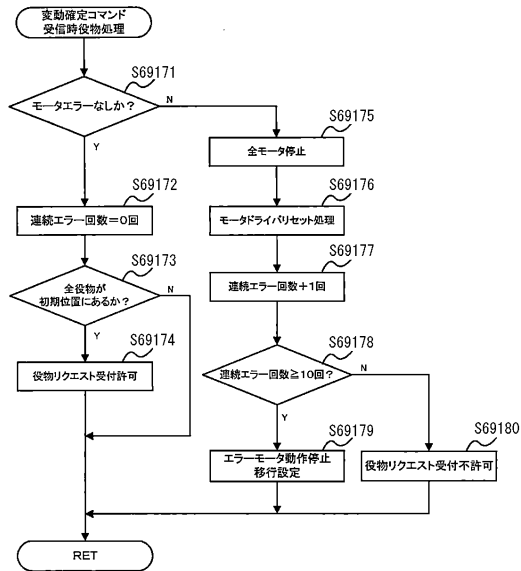 変動確定コマンド
受信時役物処理
S69171
モータエラーなしか？
N
Y
S69175
全モータ停止
S69172
連続エラー回数＝0回
S69176
モータドライバリセット処理
S69173
全役物が
初期位置にあるか？
N
Y
S69177
連続エラー回数＋1回
S69174
役物リクエスト受付許可
S69178
連続エラー回数≧10回？
N
Y
S69179
エラーモータ動作停止
移行設定
S69180
役物リクエスト受付不許可
RET